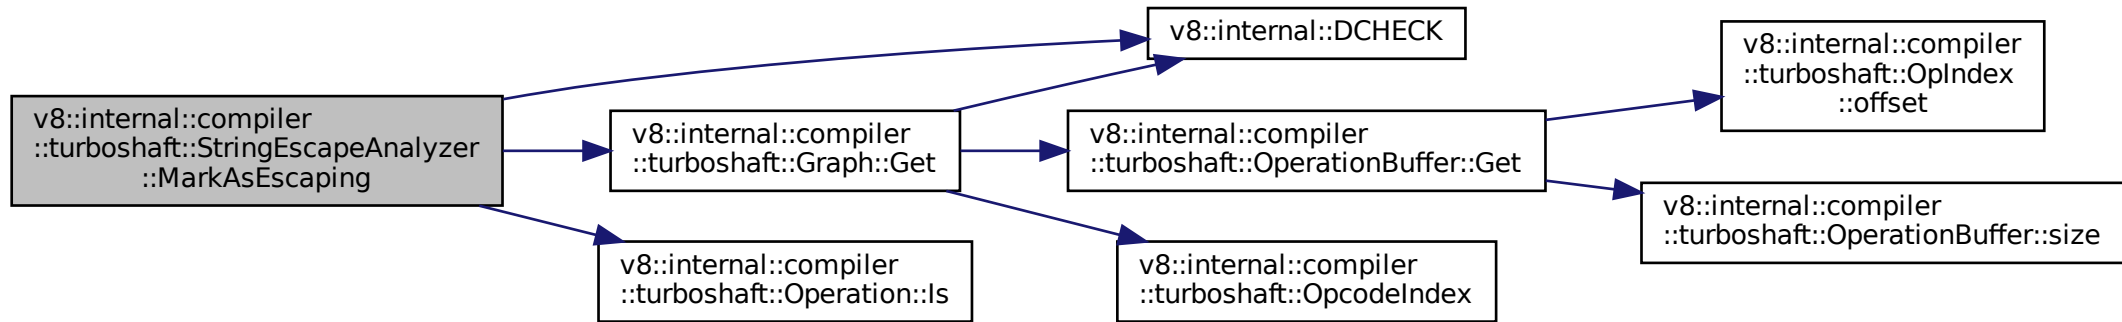 v8::internal::compiler
::turboshaft::StringEscapeAnalyzer
::MarkAsEscaping
v8::internal::DCHECK
v8::internal::compiler
::turboshaft::Graph::Get
v8::internal::compiler
::turboshaft::Operation::Is
v8::internal::compiler
::turboshaft::OperationBuffer::Get
v8::internal::compiler
::turboshaft::OpcodeIndex
v8::internal::compiler
::turboshaft::OpIndex
::offset
v8::internal::compiler
::turboshaft::OperationBuffer::size